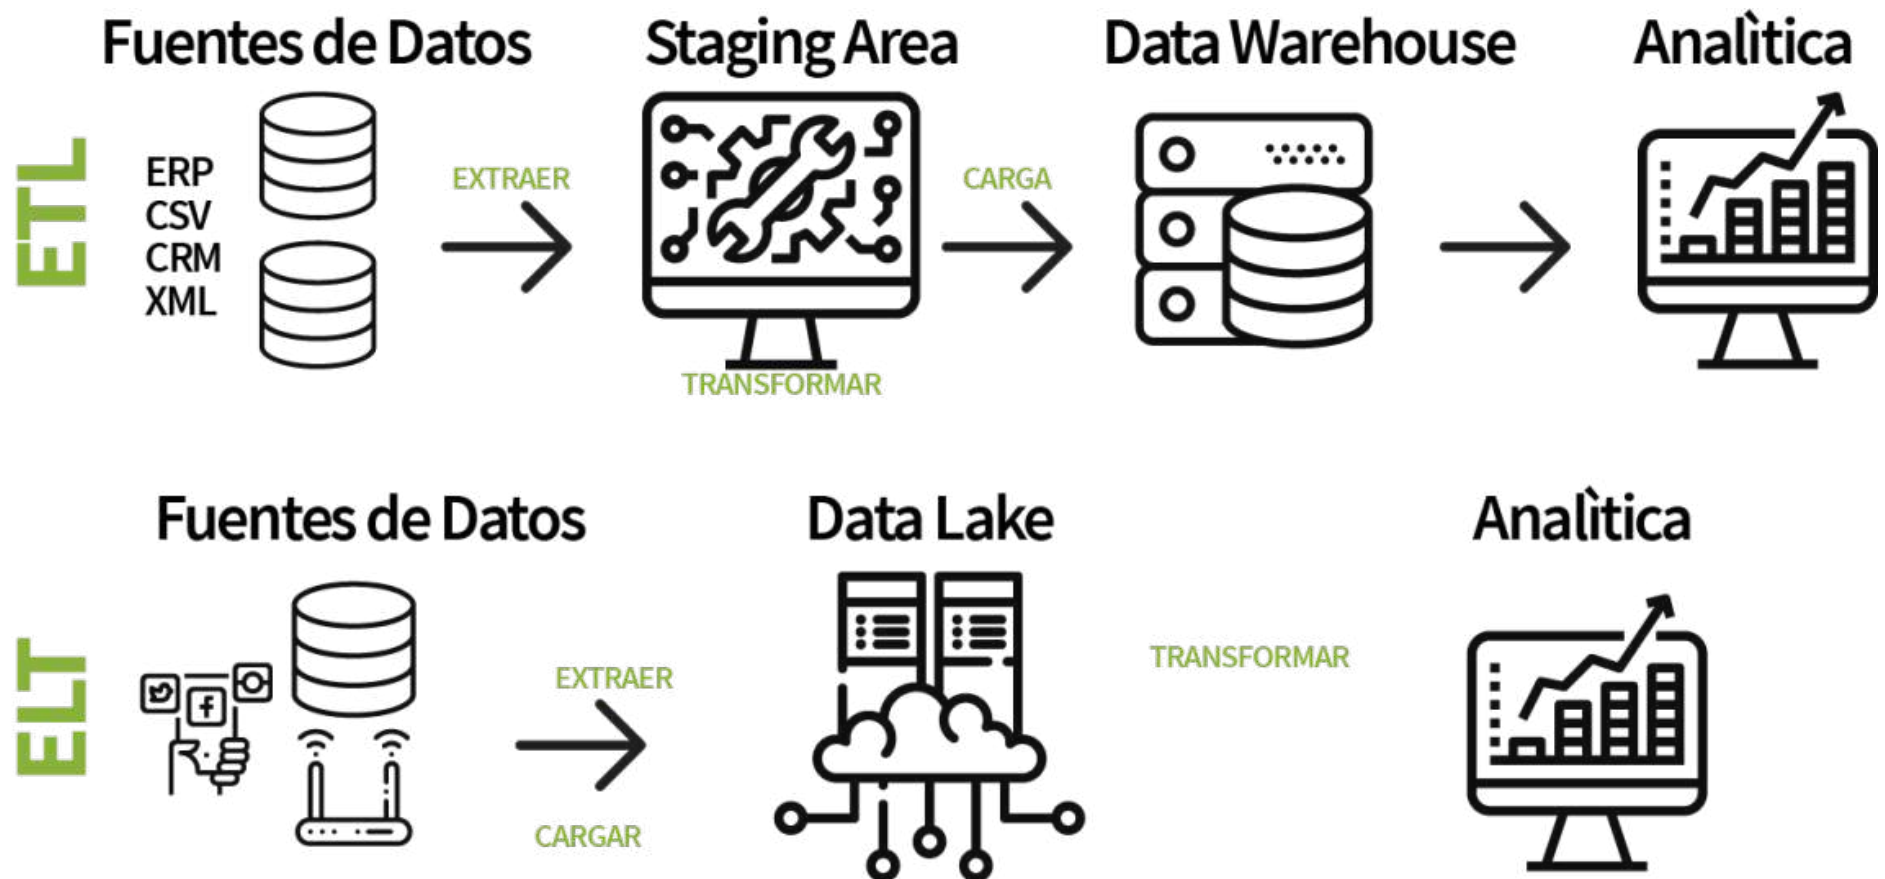 Fuentes de Datos
Staging Area
Data Warehouse
Analìtica
ETL
ERP
CSV
CRM
XML
EXTRAER
CARGA
TRANSFORMAR
Fuentes de Datos
Data Lake
Analìtica
ELT
EXTRAER
TRANSFORMAR
CARGAR